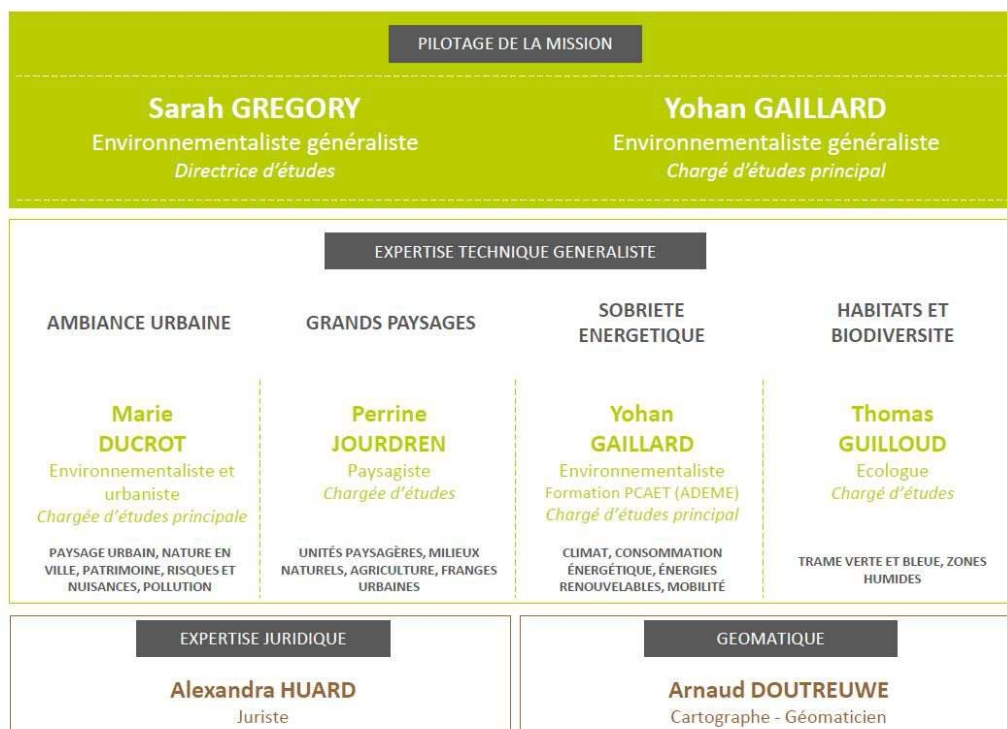 PILOTAGE DE LA MISSION
Sarah GREGORY
Environnementaliste généraliste
Directrice d'études
Yohan GAILLARD
Environnementaliste généraliste
Chargé d'études principal
EXPERTISE TECHNIQUE GENERALISTE
AMBIANCE URBAINE
GRANDS PAYSAGES
SOBRIETE
ENERGETIQUE
HABITATS ET
BIODIVERSITE
Marie
DUCROT
Environnementaliste et
urbaniste
Chargée d'études principale
PAYSAGE URBAIN, NATURE EN
VILLE, PATRIMOINE, RISQUES ET
NUISANCES, POLLUTION
Perrine
JOURDREN
Paysagiste
Chargée d'études
UNITÉS PAYSAGÈRES, MILIEUX
NATURELS, AGRICULTURE, FRANGES
URBAINES
Yohan
GAILLARD
Environnementaliste
Formation PCAET (ADEME)
Chargé d'études principal
CLIMAT, CONSOMMATION
ÉNERGÉTIQUE, ÉNERGIES
RENOUVELABLES, MOBILITÉ
Thomas
GUILLOUD
Ecologue
Chargé d'études
TRAME VERTE ET BLEUE, ZONES
HUMIDES
EXPERTISE JURIDIQUE
Alexandra HUARD
Juriste
GEOMATIQUE
Arnaud DOUTREUWE
Cartographe - Géomaticien